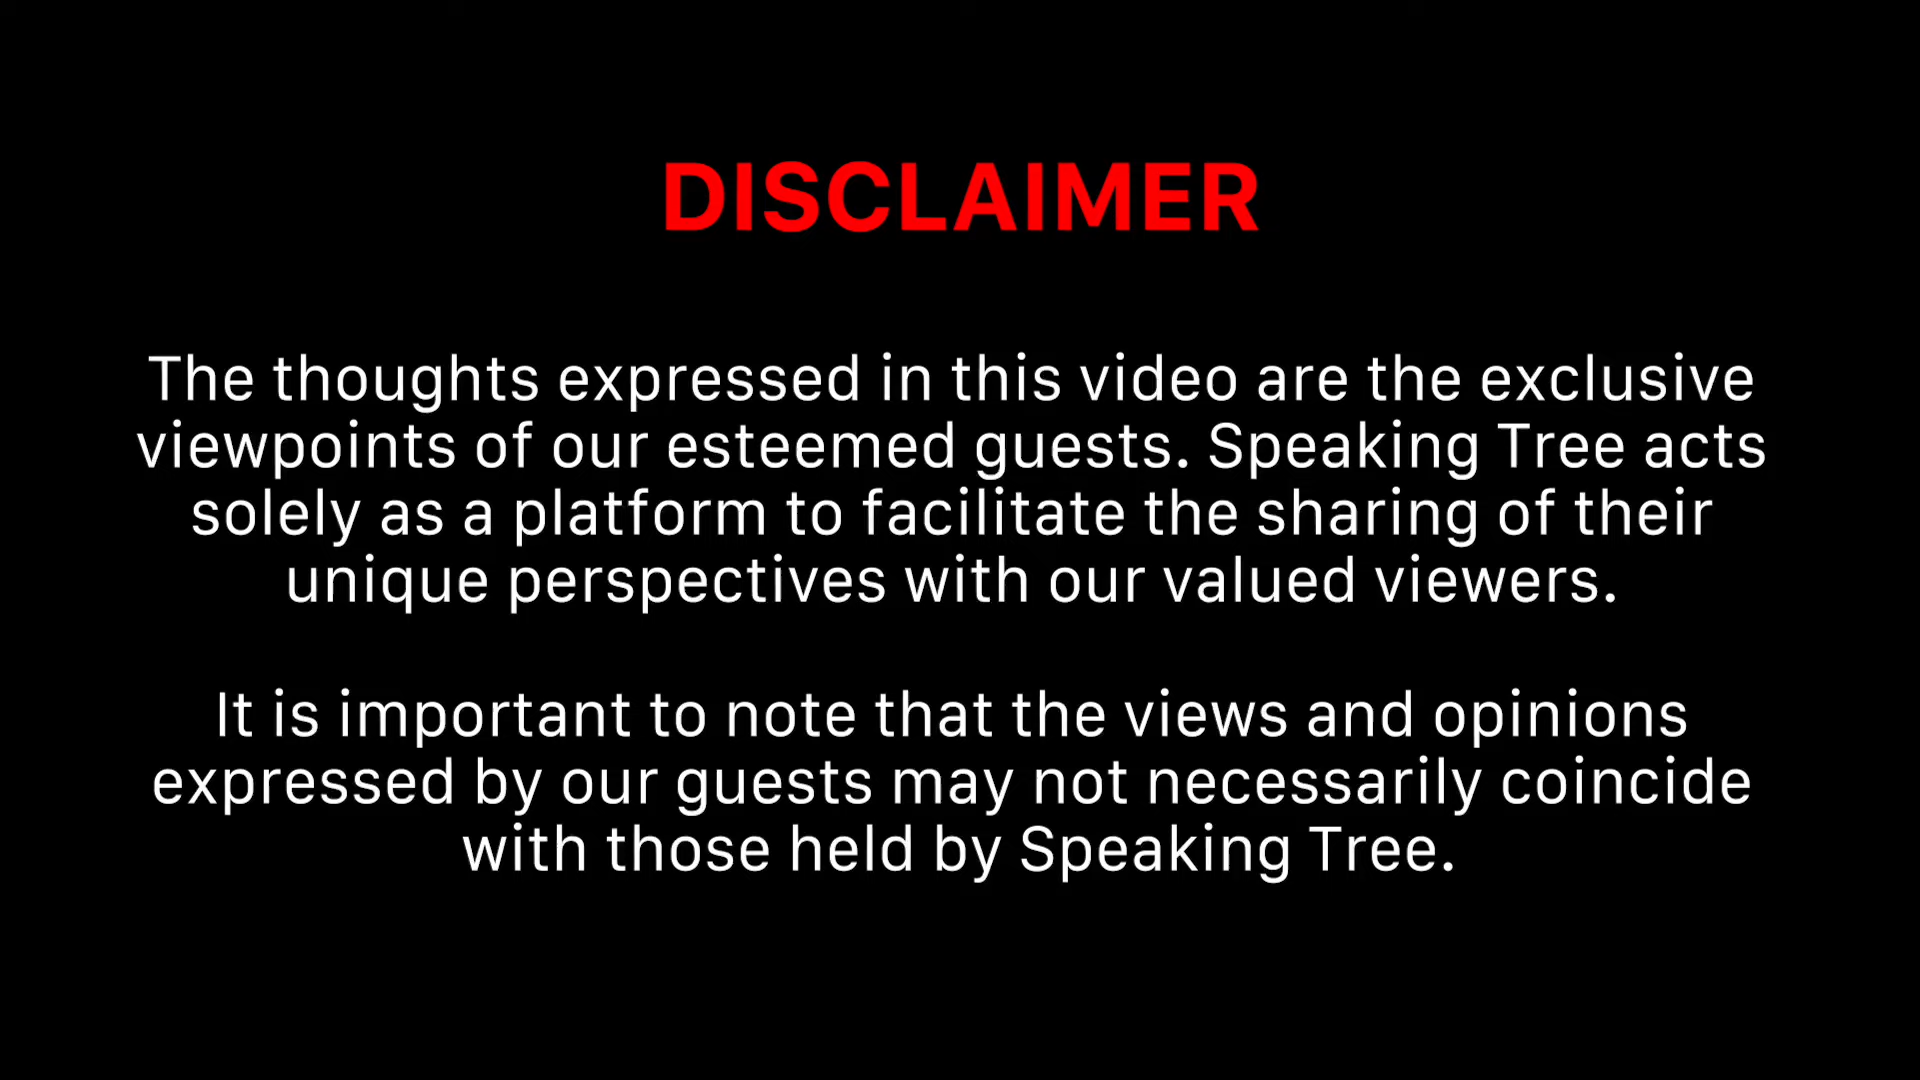 DISCLAIMER
The thoughts expressed in this video are the exclusive
viewpoints of our esteemed guests. Speaking Tree acts
solely as a platform to facilitate the sharing of their
unique perspectives with our valued viewers.
It is important to note that the views and opinions
expressed by our guests may not necessarily coincide
with those held by Speaking Tree.